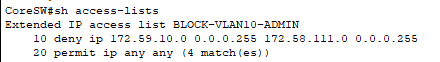 CoreSW#sh access-lists
Extended IP access list BLOCK-VLAN10-ADMIN
10 deny ip 172.59.10.0 0.0.0.255 172.58.111.0 0.0.0.255
20 permit ip any any (4 match(es))